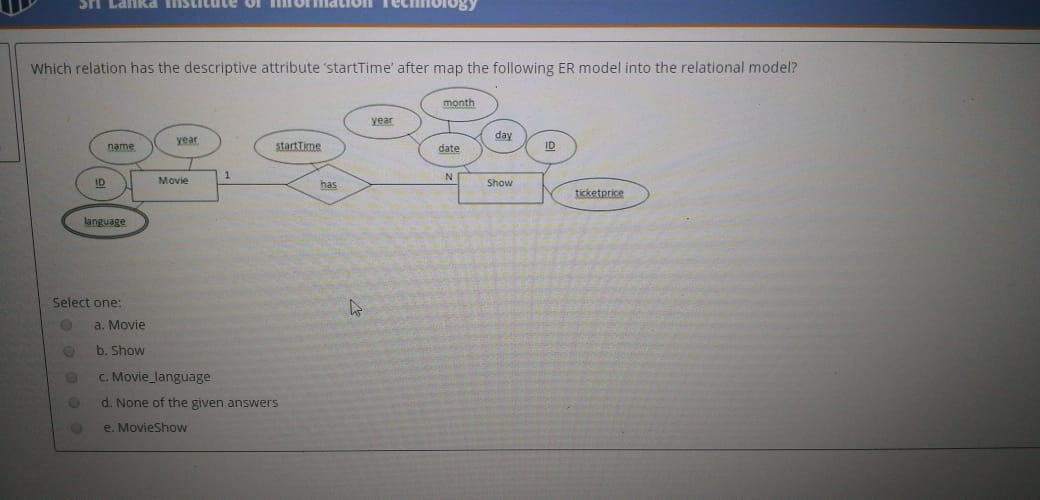 Sri Lanka Institute of Information Technology
Which relation has the descriptive attribute 'startTime' after map the following ER model into the relational model?
month
year
name
year
startTime
date
day
ID
ID
Movie
1
has
N
Show
ticketprice
language
Select one:
a. Movie
b. Show
c. Movie_language
d. None of the given answers
e. MovieShow